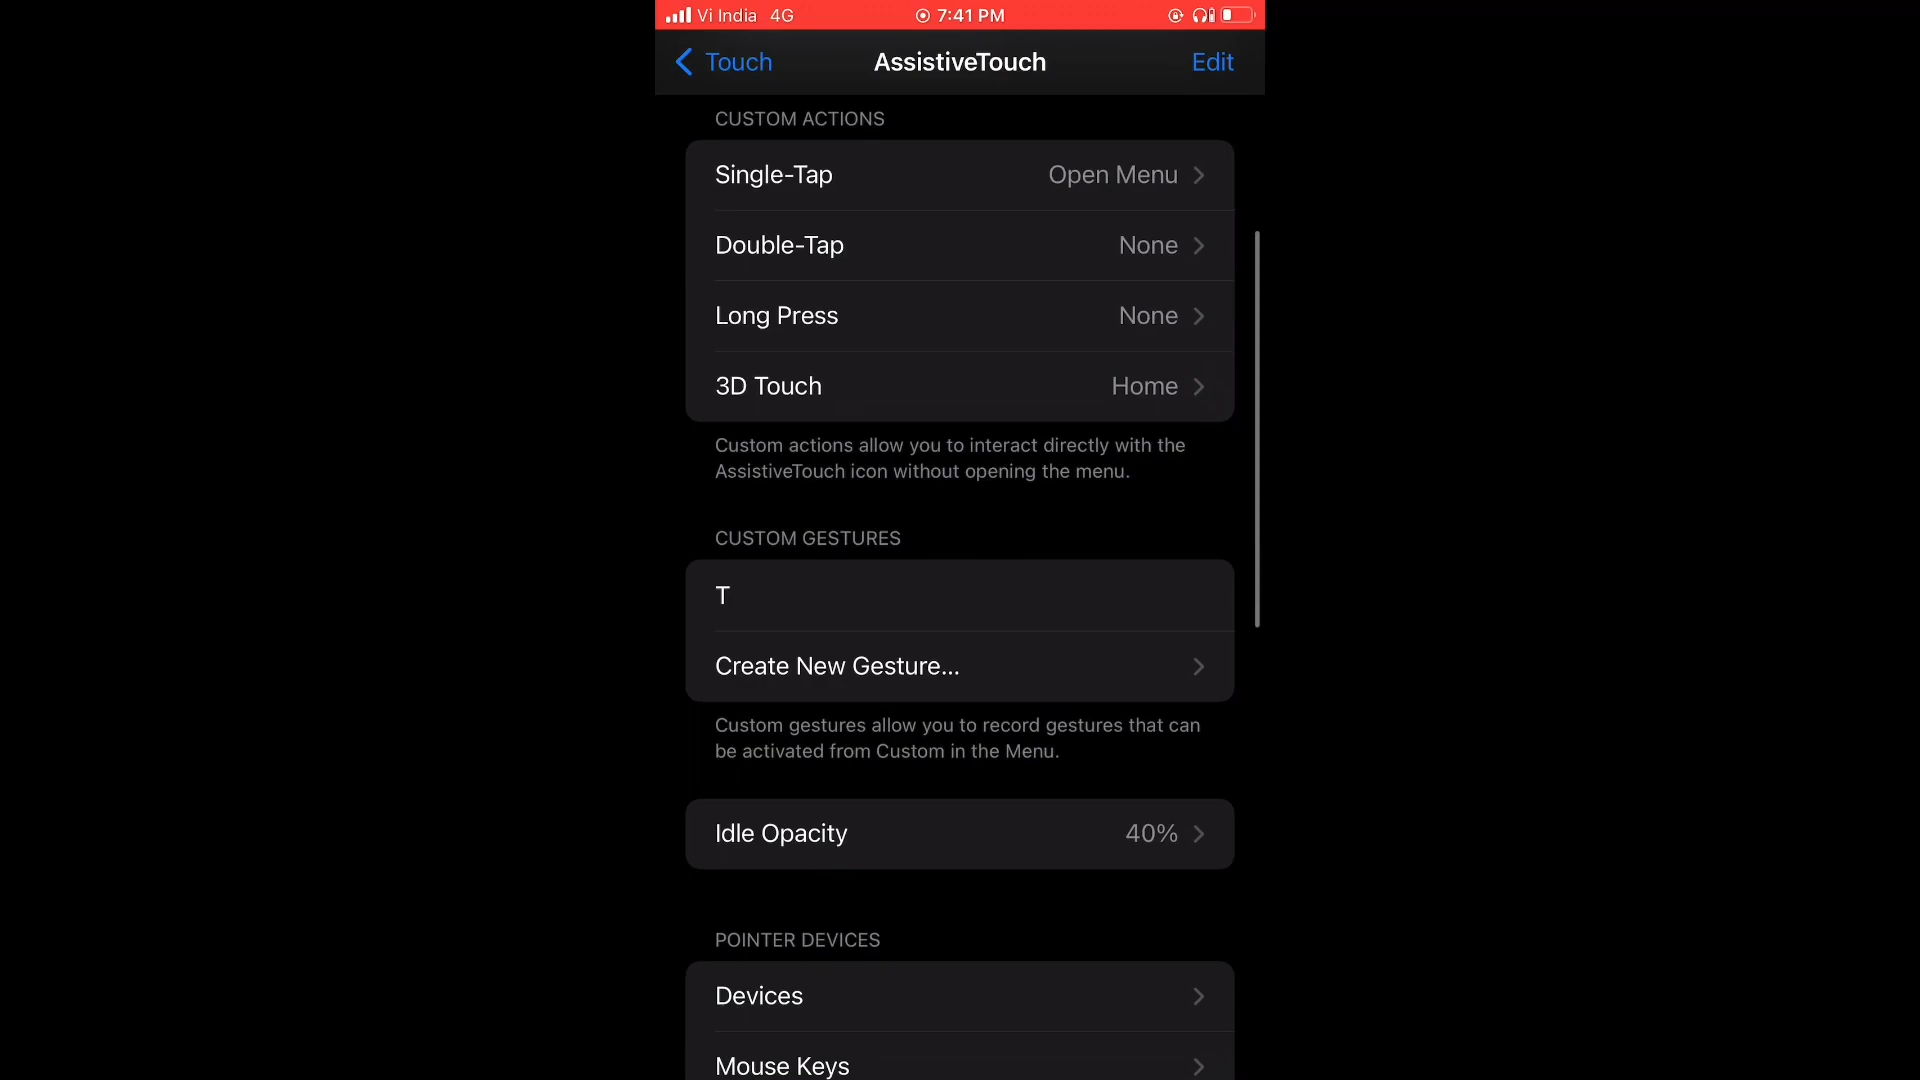 Vi India 4G 7:41 PM
Touch AssistiveTouch Edit
CUSTOM ACTIONS
Single-Tap Open Menu
Double-Tap None
Long Press None
3D Touch Home
Custom actions allow you to interact directly with the
AssistiveTouch icon without opening the menu.
CUSTOM GESTURES
T
Create New Gesture...
Custom gestures allow you to record gestures that can
be activated from Custom in the Menu.
Idle Opacity 40%
POINTER DEVICES
Devices
Mouse Keys